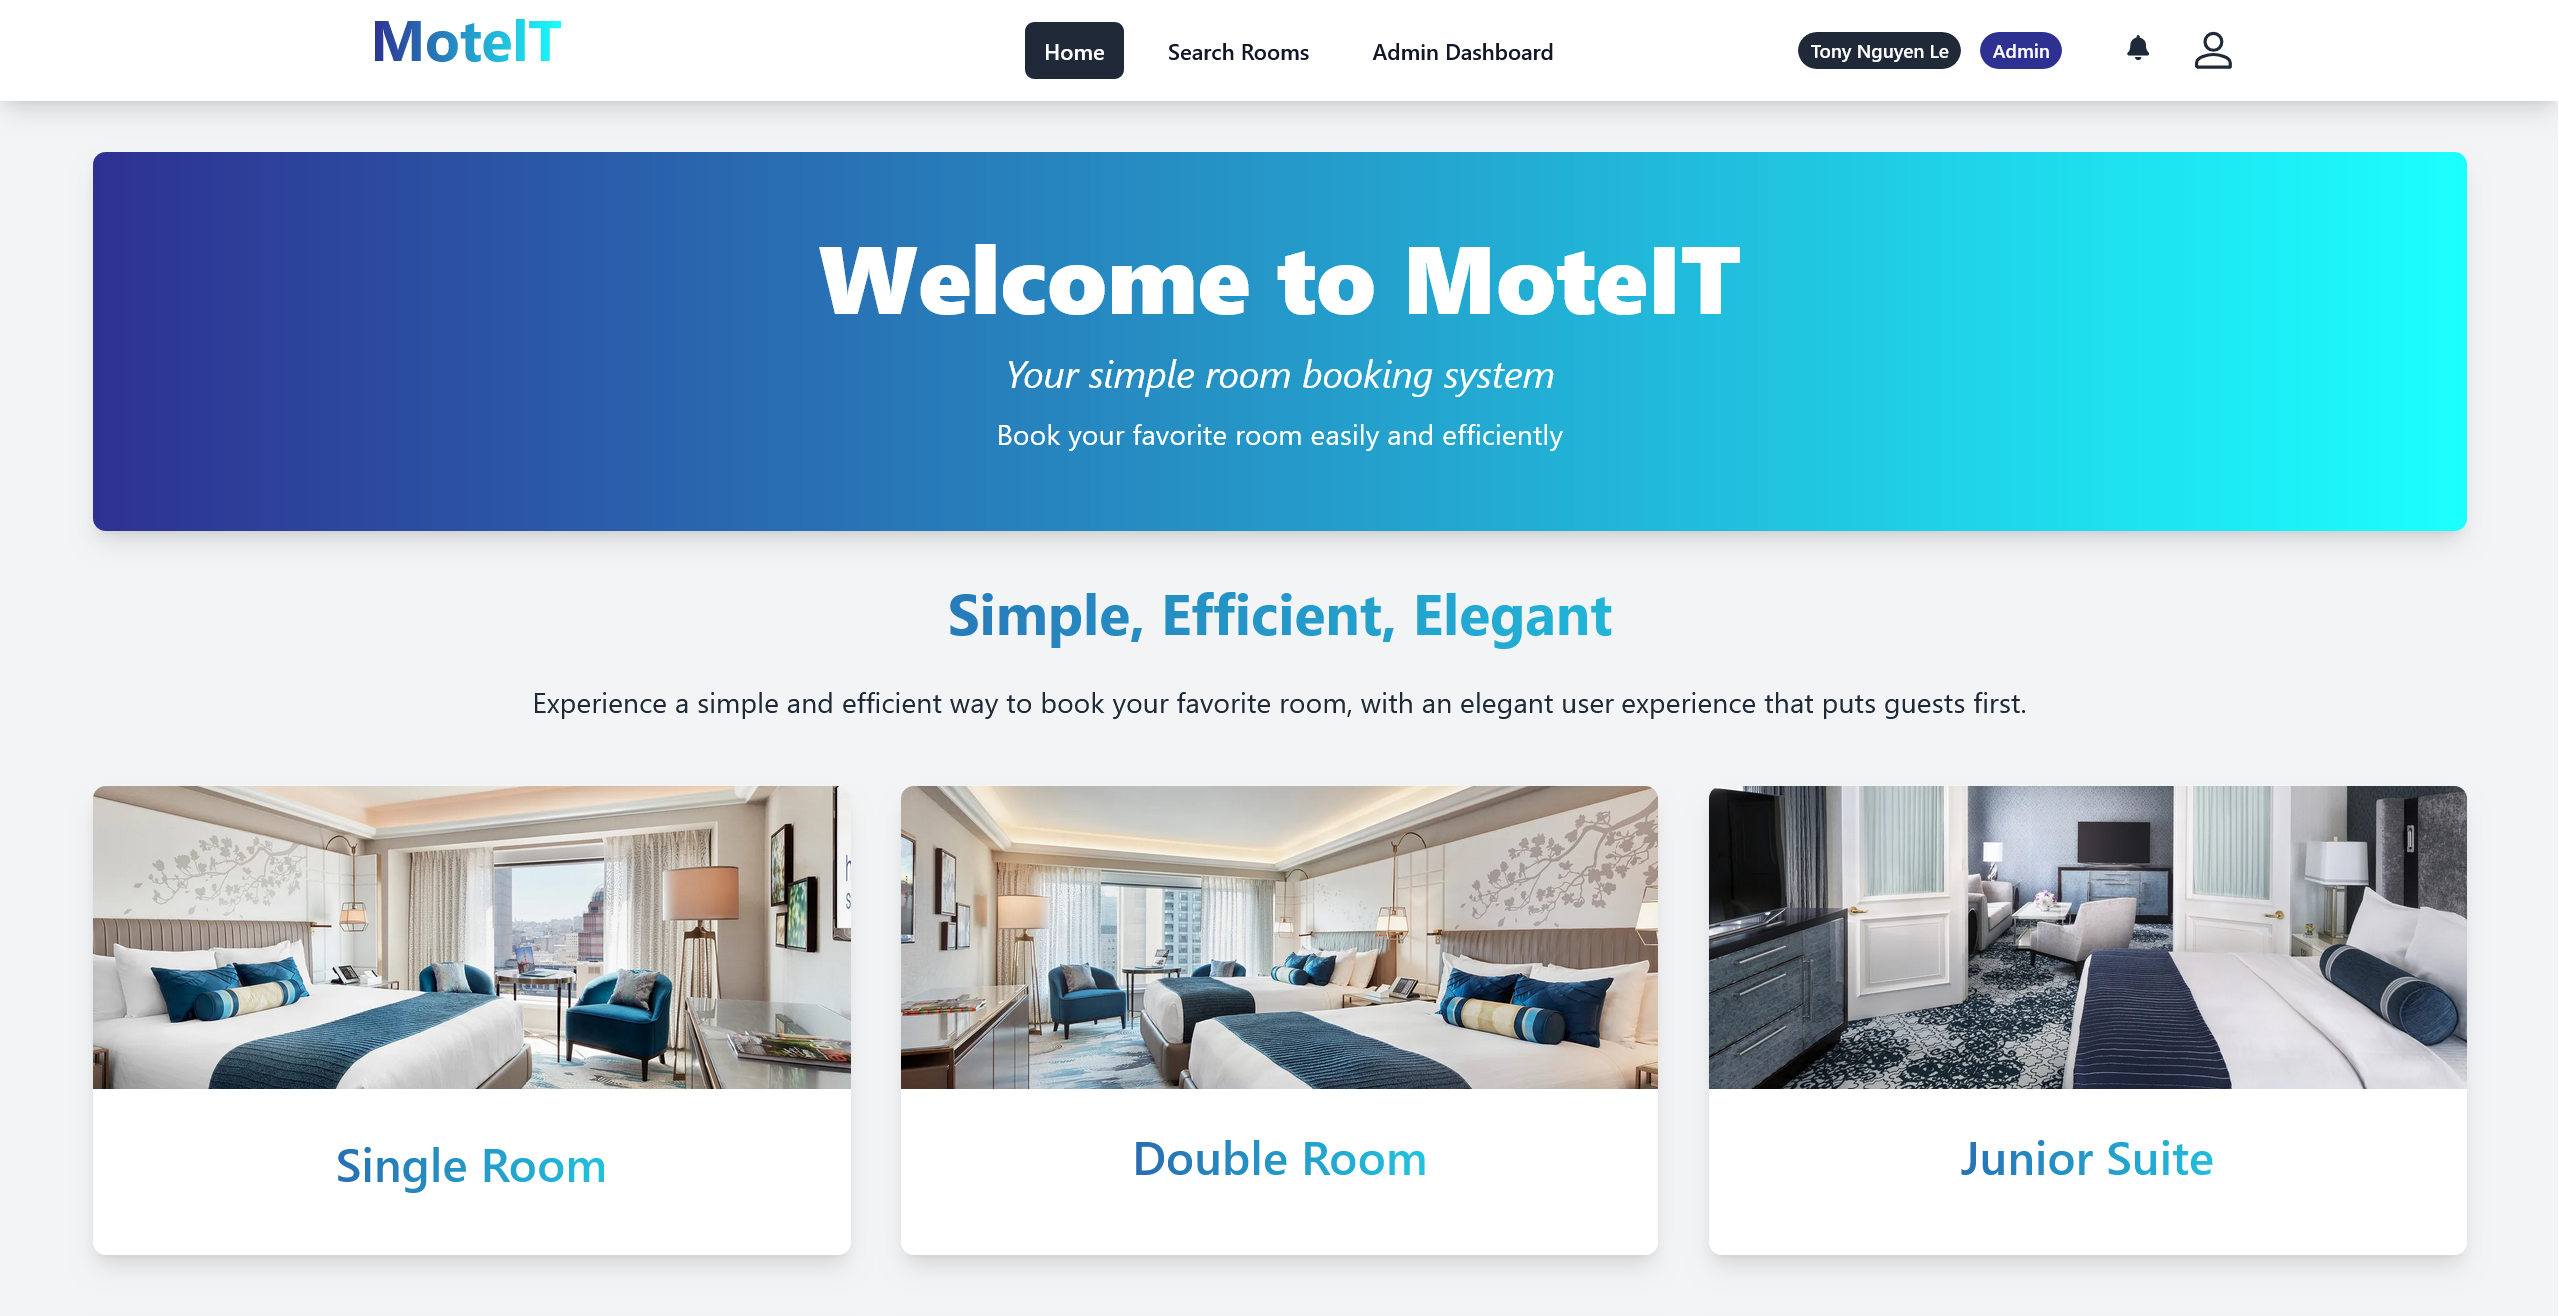 MotelT
Home
Search Rooms
Admin Dashboard
Tony Nguyen Le
Admin
Welcome to MotelT
Your simple room booking system
Book your favorite room easily and efficiently
Simple, Efficient, Elegant
Experience a simple and efficient way to book your favorite room, with an elegant user experience that puts guests first.
Single Room
Double Room
Junior Suite